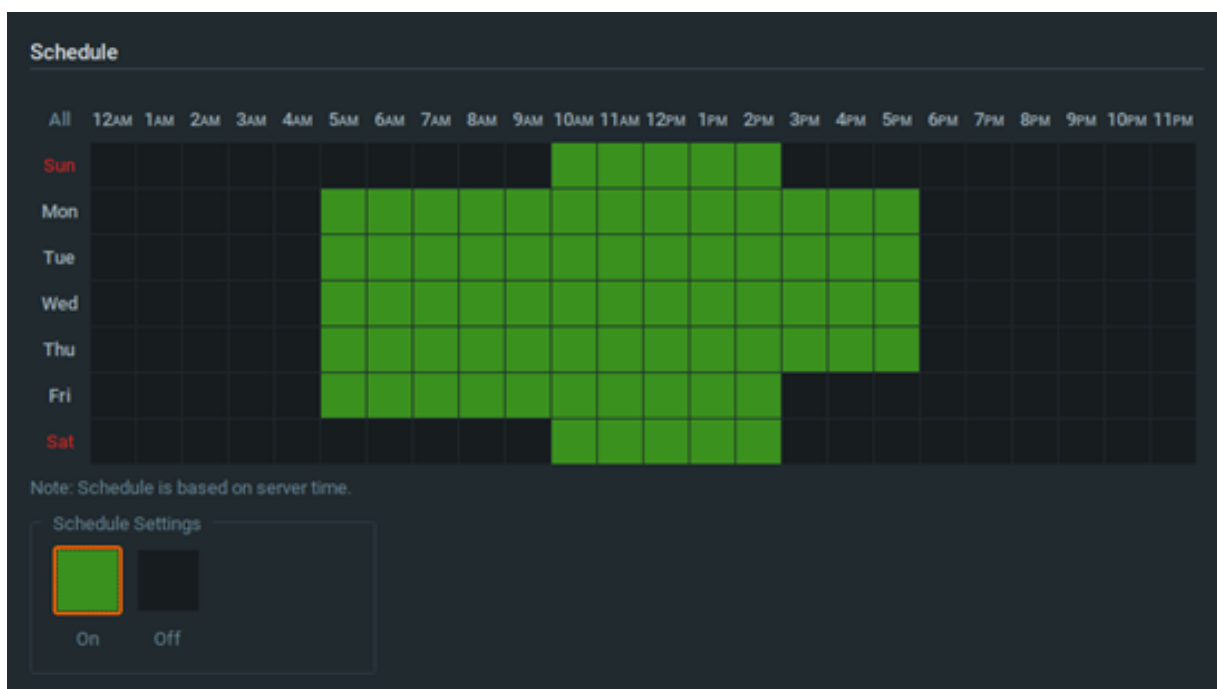 Schedule
All 12AM 1AM 2AM 3AM 4AM 5AM 6AM 7AM 8AM 9AM 10AM 11AM 12PM 1PM 2PM 3PM 4PM 5PM 6PM 7PM 8PM 9PM 10PM 11PM
Sun
Mon
Tue
Wed
Thu
Fri
Sat
Note: Schedule is based on server time.
Schedule Settings
On Off